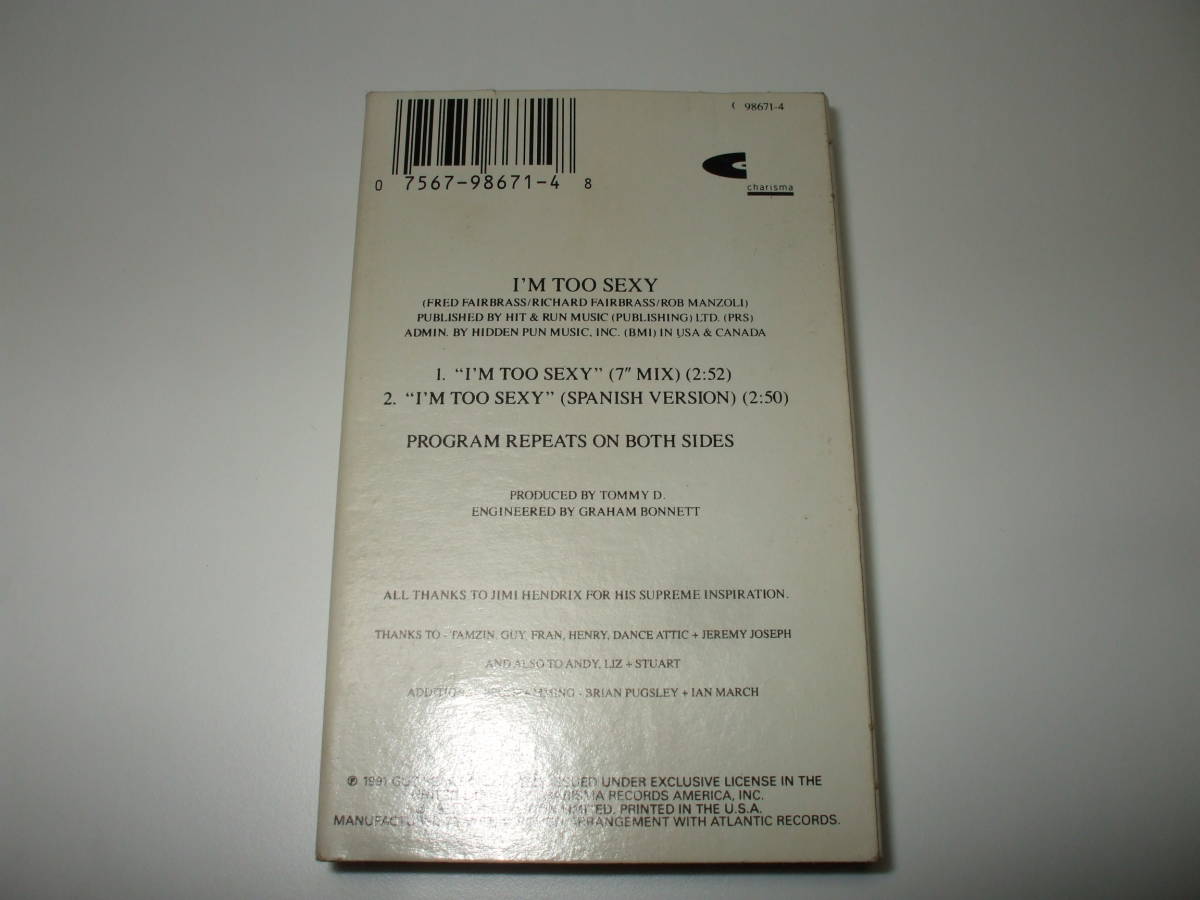 ( 98671-4
0 7567-98671-4 8
charisma
I'M TOO SEXY
(FRED FAIRBRASS/RICHARD FAIRBRASS/ROB MANZOLI)
PUBLISHED BY HIT & RUN MUSIC (PUBLISHING) LTD. (PRS)
ADMIN. BY HIDDEN PUN MUSIC, INC. (BMI) IN USA & CANADA
1. “I'M TOO SEXY” (7″ MIX) (2:52)
2. “I'M TOO SEXY” (SPANISH VERSION) (2:50)
PROGRAM REPEATS ON BOTH SIDES
PRODUCED BY TOMMY D.
ENGINEERED BY GRAHAM BONNETT
ALL THANKS TO JIMI HENDRIX FOR HIS SUPREME INSPIRATION.
THANKS TO - TAMZIN, GUY, FRAN, HENRY, DANCE ATTIC + JEREMY JOSEPH
AND ALSO TO ANDY, LIZ + STUART
- BRIAN PUGSLEY + IAN MARCH
℗ 1991 ISSUED UNDER EXCLUSIVE LICENSE IN THE
RECORDS AMERICA, INC.
LIMITED. PRINTED IN THE U.S.A.
ARRANGEMENT WITH ATLANTIC RECORDS.